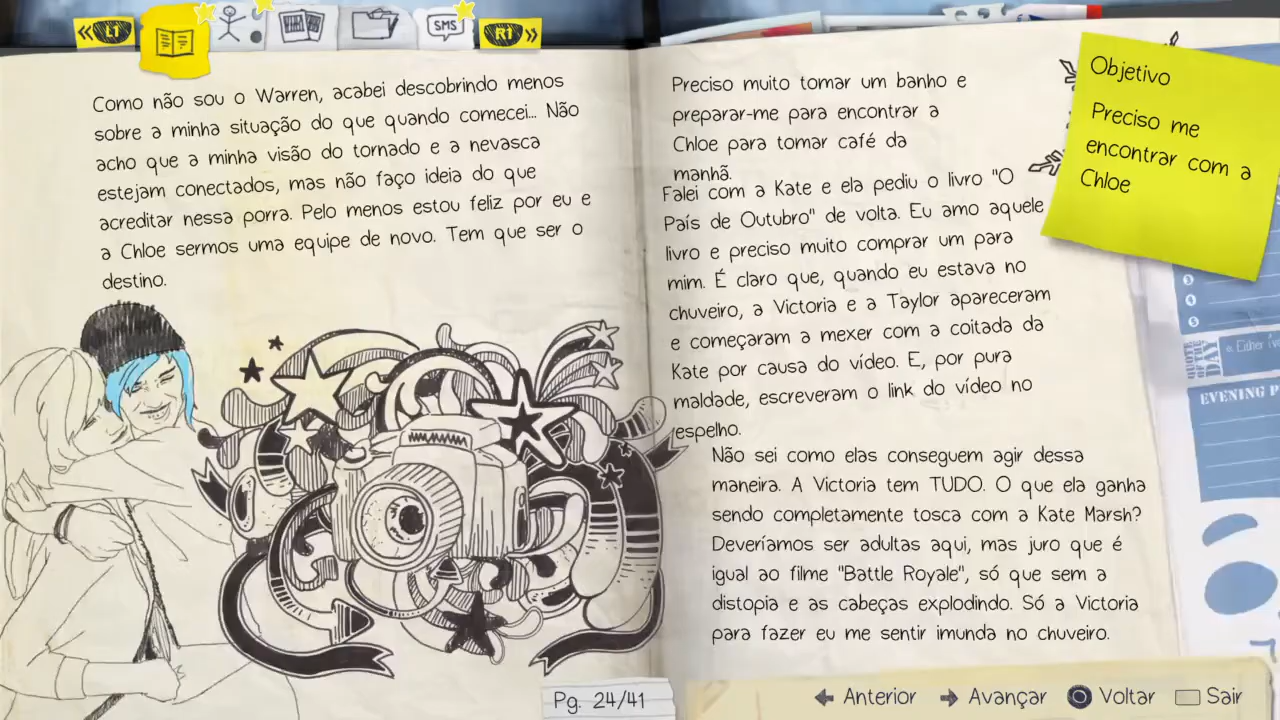 L1
SMS
R1
Como não sou o Warren, acabei descobrindo menos
sobre a minha situação do que quando comecei... Não
acho que a minha visão do tornado e a nevasca
estejam conectados, mas não faço ideia do que
acreditar nessa porra. Pelo menos estou feliz por eu e
a Chloe sermos uma equipe de novo. Tem que ser o
destino.
Preciso muito tomar um banho e
preparar-me para encontrar a
Chloe para tomar café da
manhã.
Falei com a Kate e ela pediu o livro "O
País de Outubro" de volta. Eu amo aquele
livro e preciso muito comprar um para
mim. É claro que, quando eu estava no
chuveiro, a Victoria e a Taylor apareceram
e começaram a mexer com a coitada da
Kate por causa do vídeo. E, por pura
maldade, escreveram o link do vídeo no
espelho.
Não sei como elas conseguem agir dessa
maneira. A Victoria tem TUDO. O que ela ganha
sendo completamente tosca com a Kate Marsh?
Deveríamos ser adultas aqui, mas juro que é
igual ao filme "Battle Royale", só que sem a
distopia e as cabeças explodindo. Só a Victoria
para fazer eu me sentir imunda no chuveiro.
Objetivo
Preciso me
encontrar com a
Chloe
3
4
5
QUOTE OF THE DAY
EVENING
Pg. 24/41
Anterior
Avançar
Voltar
Sair